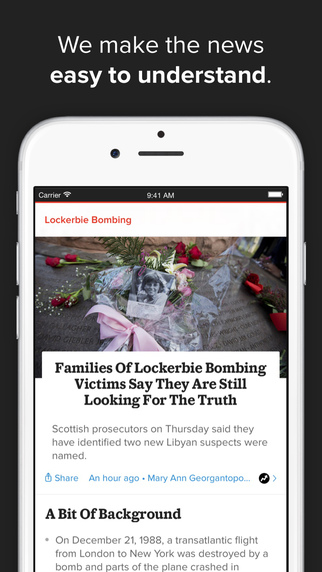 We make the news
easy to understand.
Carrier
9:41 AM
Lockerbie Bombing
Families Of Lockerbie Bombing
Victims Say They Are Still
Looking For The Truth
Scottish prosecutors on Thursday said they
have identified two new Libyan suspects were
named.
Share An hour ago • Mary Ann Georgantopo...
A Bit Of Background
• On December 21, 1988, a transatlantic flight
from London to New York was destroyed by a
bomb and parts of the plane crashed in